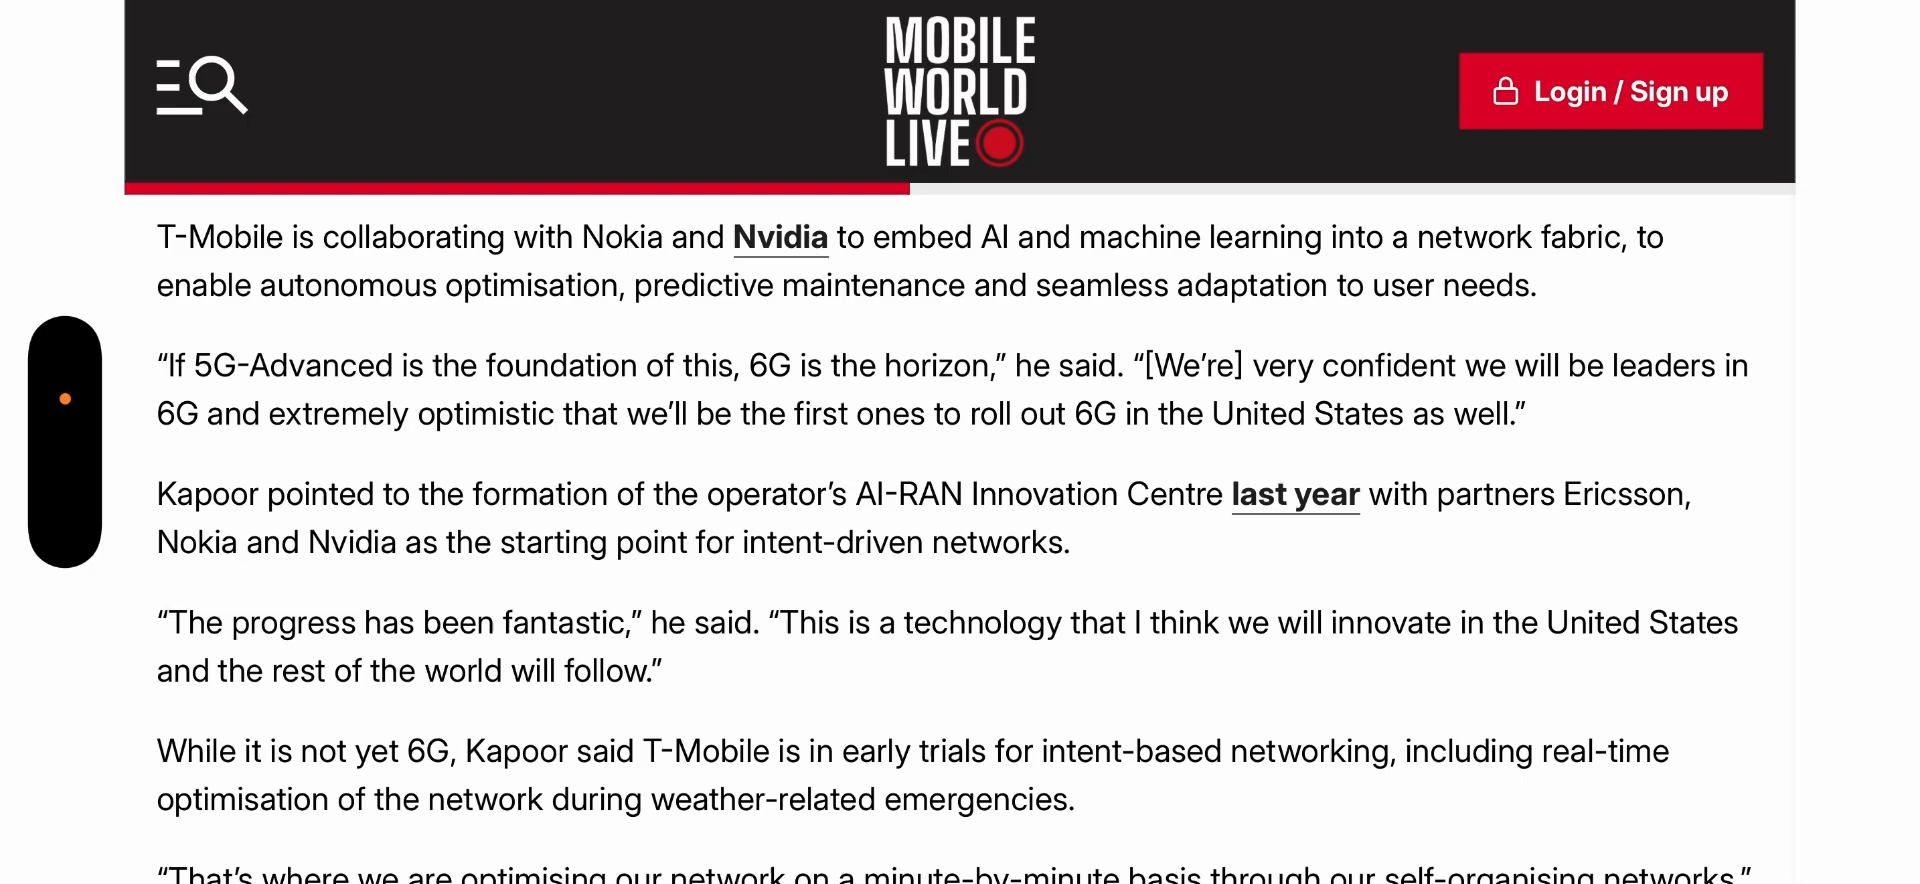 MOBILE
WORLD
LIVE
Login / Sign up
T-Mobile is collaborating with Nokia and Nvidia to embed AI and machine learning into a network fabric, to
enable autonomous optimisation, predictive maintenance and seamless adaptation to user needs.
“If 5G-Advanced is the foundation of this, 6G is the horizon,” he said. “[We’re] very confident we will be leaders in
6G and extremely optimistic that we’ll be the first ones to roll out 6G in the United States as well.”
Kapoor pointed to the formation of the operator’s AI-RAN Innovation Centre last year with partners Ericsson,
Nokia and Nvidia as the starting point for intent-driven networks.
“The progress has been fantastic,” he said. “This is a technology that I think we will innovate in the United States
and the rest of the world will follow.”
While it is not yet 6G, Kapoor said T-Mobile is in early trials for intent-based networking, including real-time
optimisation of the network during weather-related emergencies.
“That’s where we are optimising our network on a minute-by-minute basis through our self-organising networks,”